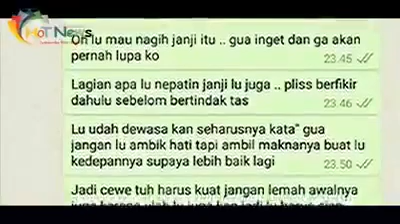 HOT News
Oh lu mau nagih janji itu .. gua inget dan ga akan
pernah lupa ko
23.45
Lagian apa lu nepatin janji lu juga .. pliss berfikir
dahulu sebelom bertindak tas
23.46
Lu udah dewasa kan seharusnya kata" gua
jangan lu ambik hati tapi ambil maknanya buat lu
kedepannya supaya lebih baik lagi
23.50
Jadi cewe tuh harus kuat jangan lemah awalnya